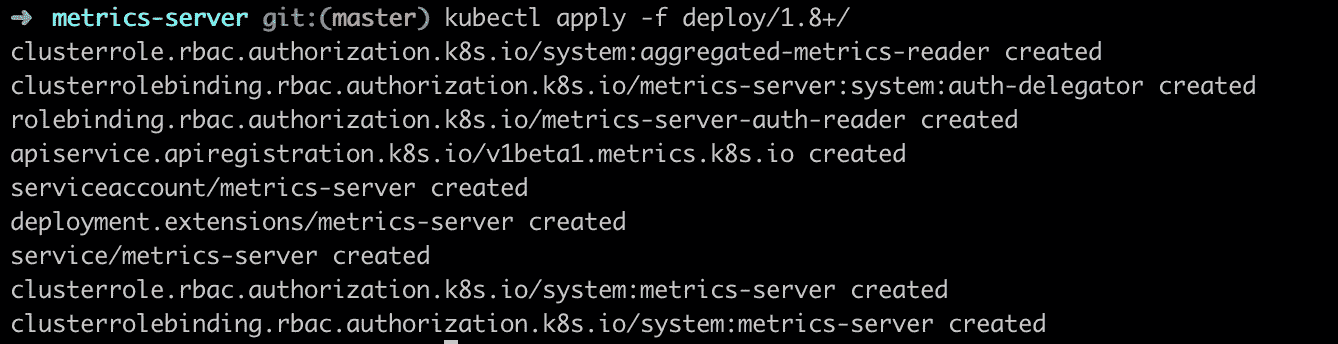 ➜ metrics-server git:(master) kubectl apply -f deploy/1.8+/
clusterrole.rbac.authorization.k8s.io/system:aggregated-metrics-reader created
clusterrolebinding.rbac.authorization.k8s.io/metrics-server:system:auth-delegator created
rolebinding.rbac.authorization.k8s.io/metrics-server-auth-reader created
apiservice.apiregistration.k8s.io/v1beta1.metrics.k8s.io created
serviceaccount/metrics-server created
deployment.extensions/metrics-server created
service/metrics-server created
clusterrole.rbac.authorization.k8s.io/system:metrics-server created
clusterrolebinding.rbac.authorization.k8s.io/system:metrics-server created